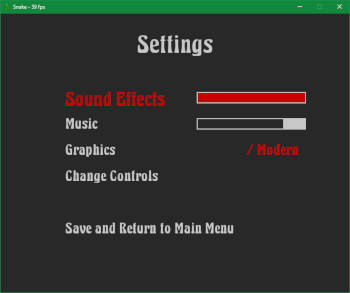 Snake - 59 fps
Settings
Sound Effects
Music
Graphics / Modern
Change Controls
Save and Return to Main Menu